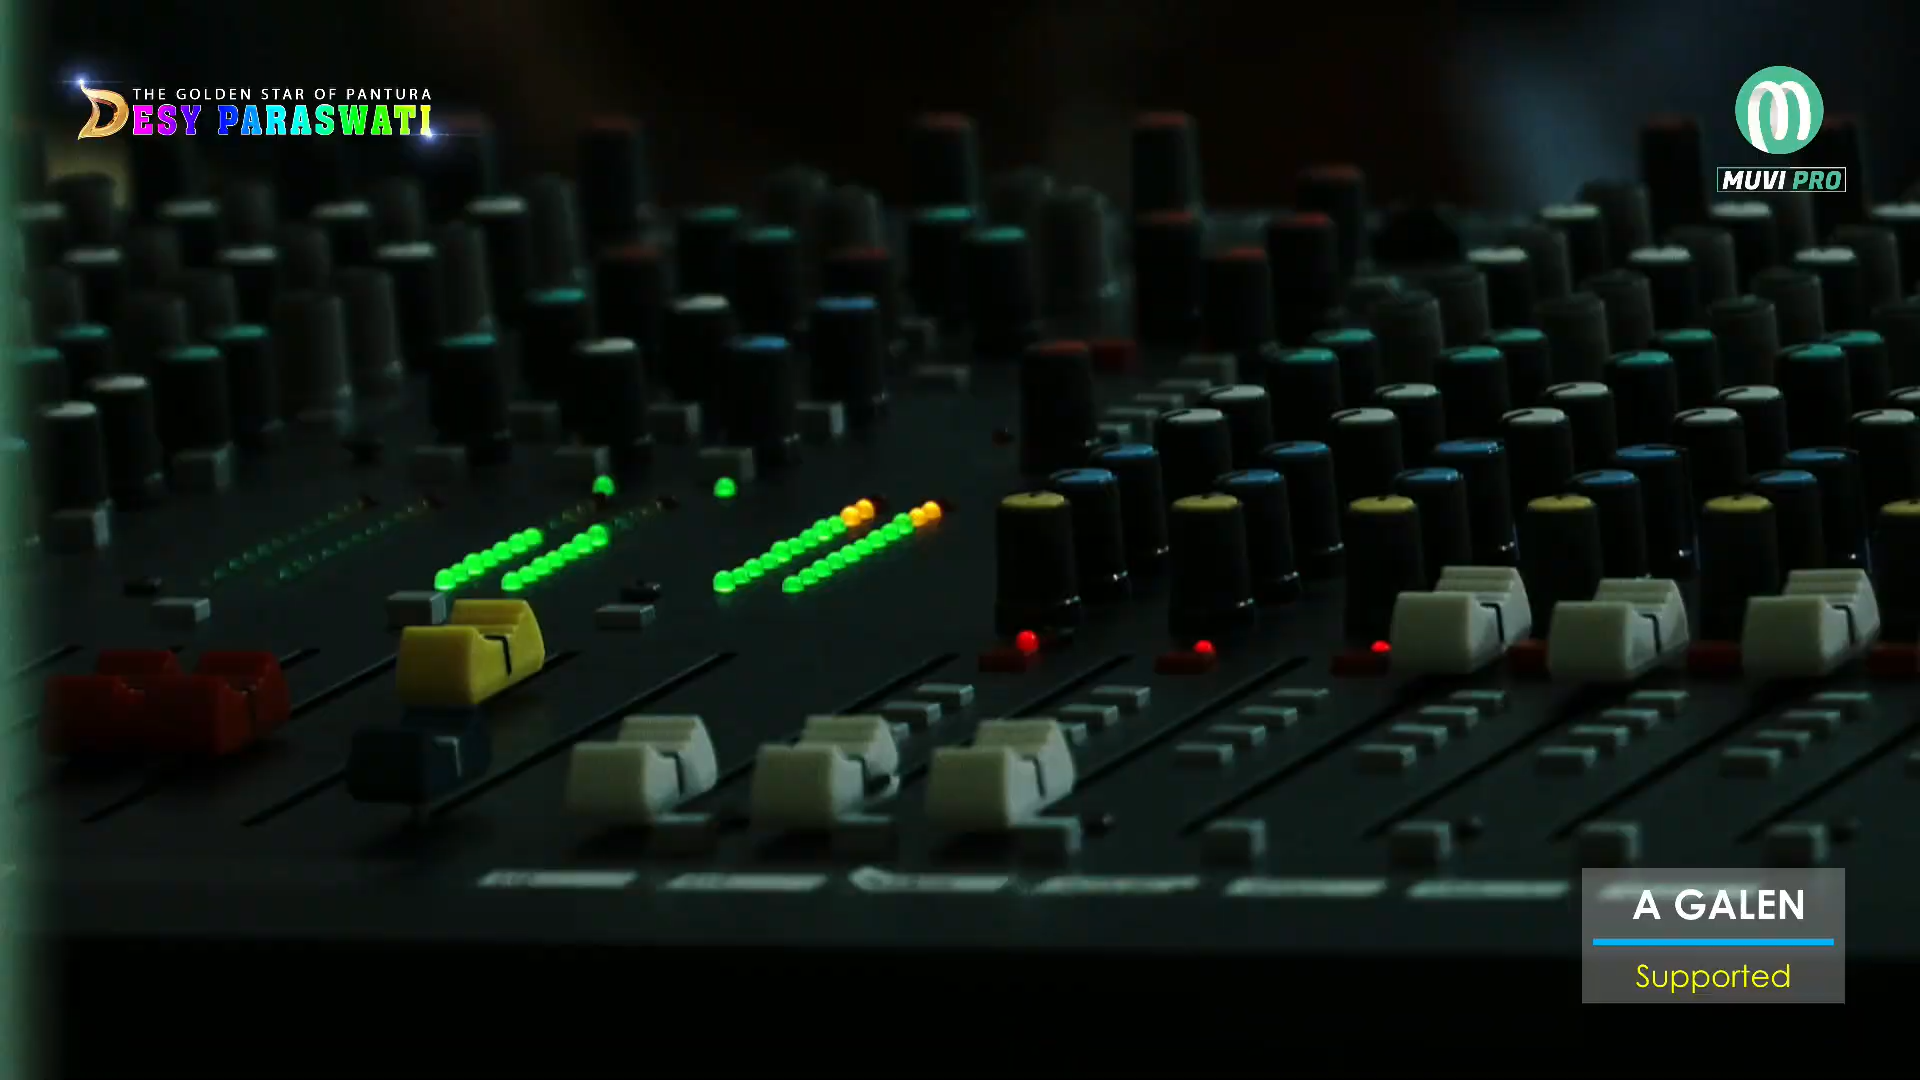 THE GOLDEN STAR OF PANTURA
DESY PARASWATI
MUVI PRO
A GALEN
Supported